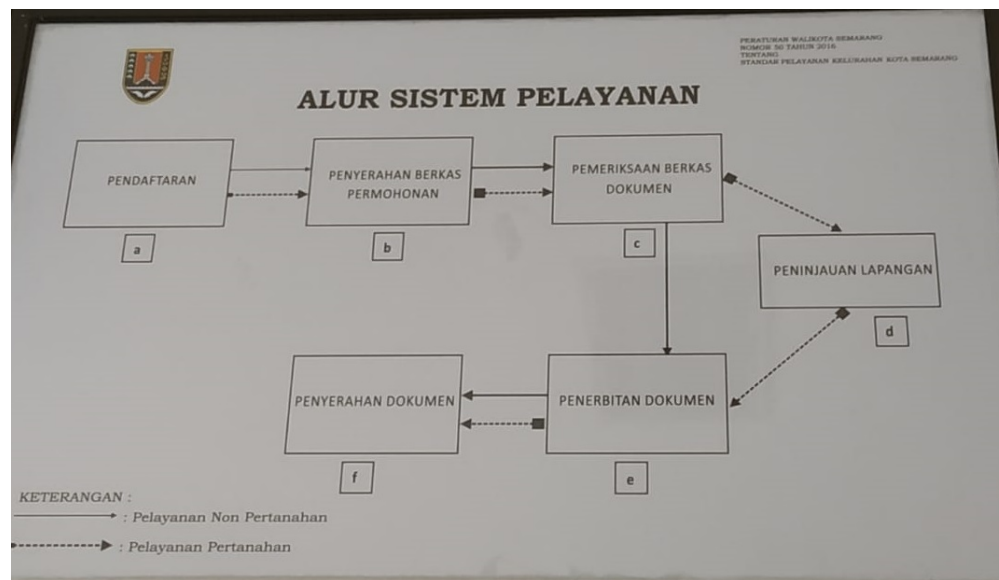 PERATURAN WALIKOTA SEMARANG
NOMOR 50 TAHUN 2016
TENTANG
STANDAR PELAYANAN KELURAHAN KOTA SEMARANG
ALUR SISTEM PELAYANAN
PENDAFTARAN
a
PENYERAHAN BERKAS
PERMOHONAN
b
PEMERIKSAAN BERKAS
DOKUMEN
c
PENINJAUAN LAPANGAN
d
PENERBITAN DOKUMEN
e
PENYERAHAN DOKUMEN
f
KETERANGAN :
: Pelayanan Non Pertanahan
: Pelayanan Pertanahan